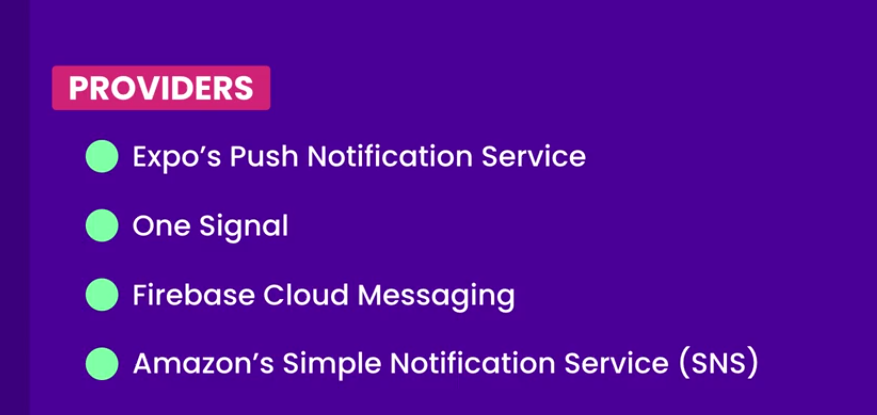 PROVIDERS
Expo’s Push Notification Service
One Signal
Firebase Cloud Messaging
Amazon’s Simple Notification Service (SNS)